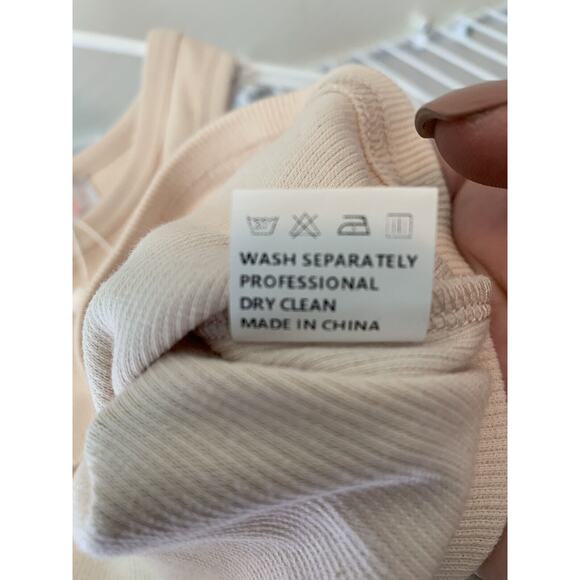 WASH SEPARATELY
PROFESSIONAL
DRY CLEAN
MADE IN CHINA